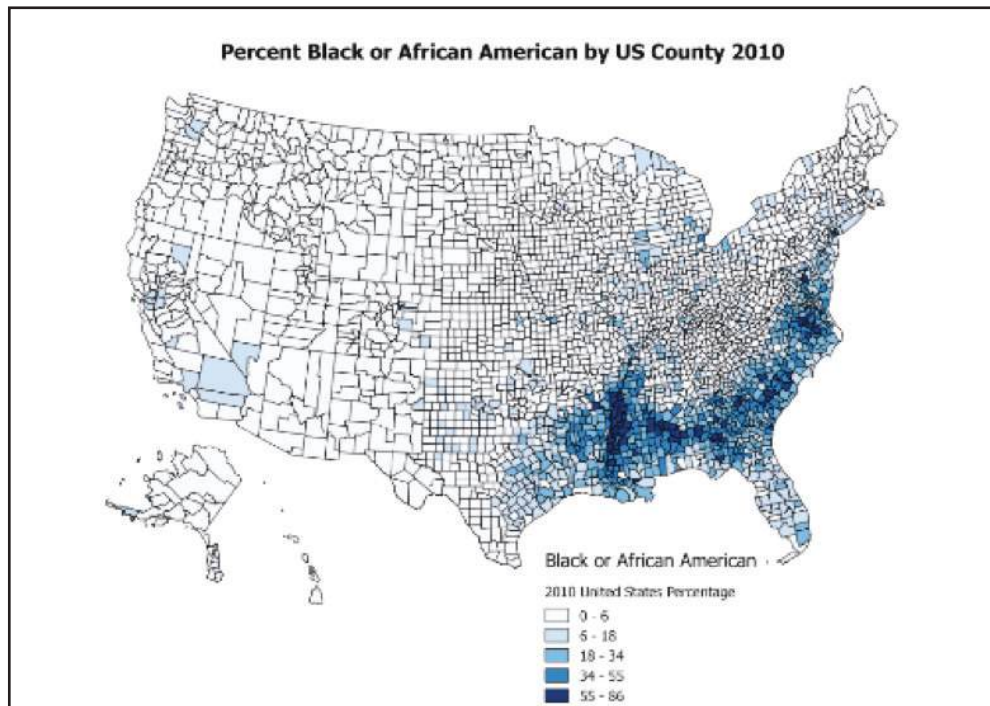 Percent Black or African American by US County 2010
Black or African American
2010 United States Percentage
0 - 6
6 - 18
18 - 34
34 - 55
55 - 86